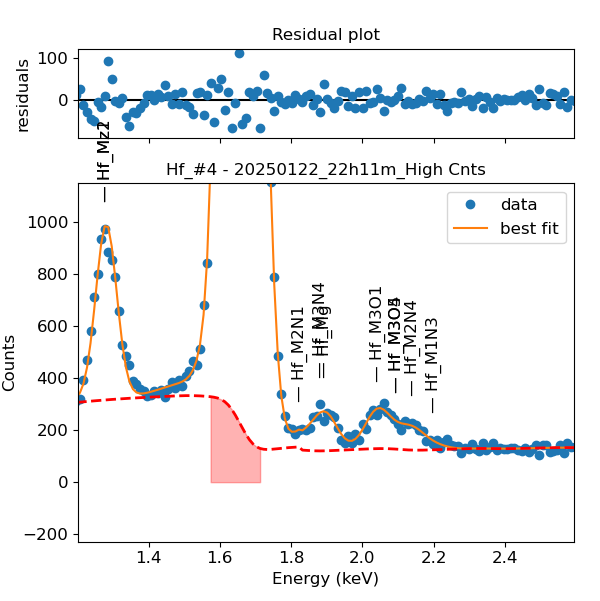 Residual plot
residuals
100
0
Hf_Mz2
Hf_#4 - 20250122_22h11m_High Cnts
data
best fit
Hf_M2N1
Hf_M3N4
Hf_Mg
Hf_M3O1
Hf_M2N4
Hf_M1N3
Counts
1000
800
600
400
200
0
−200
1.4
1.6
1.8
2.0
2.2
2.4
Energy (keV)